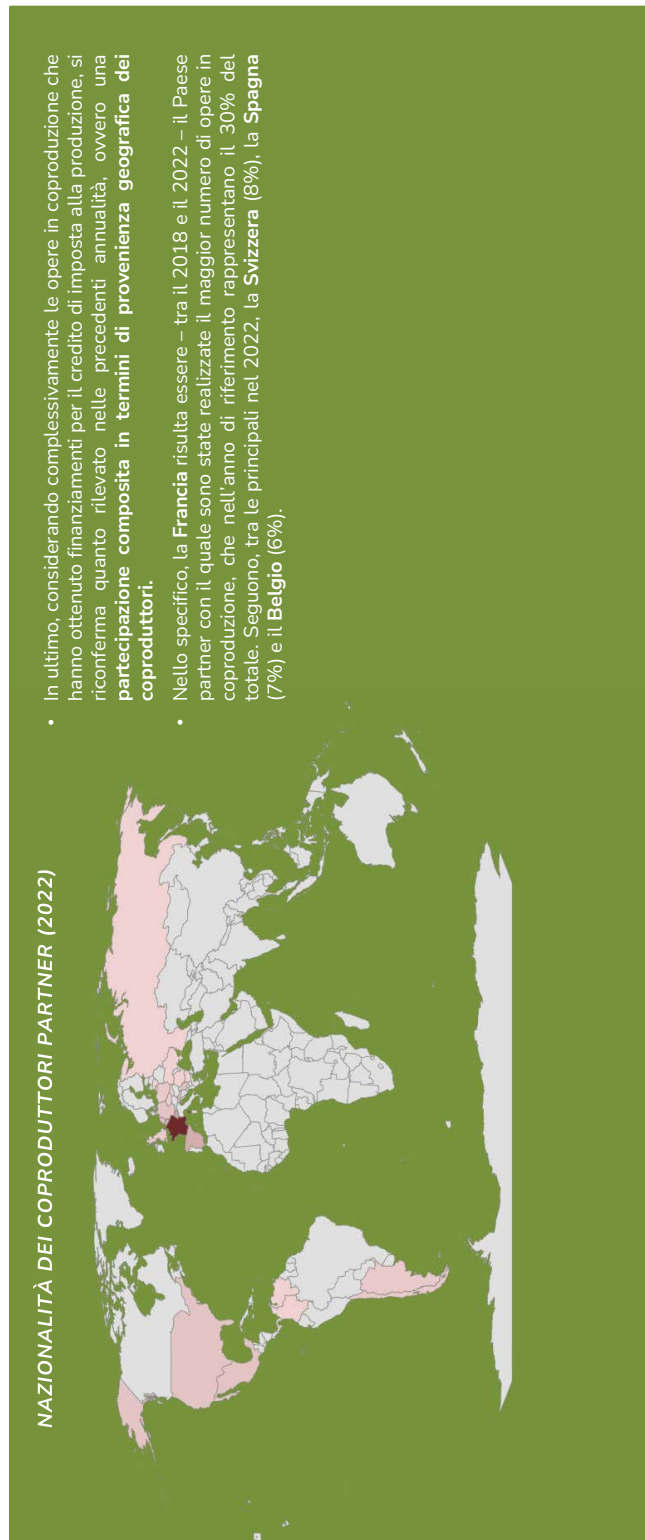 NAZIONALITÀ DEI COPRODUTTORI PARTNER (2022)
• In ultimo, considerando complessivamente le opere in coproduzione che
hanno ottenuto finanziamenti per il credito di imposta alla produzione, si
riconferma quanto rilevato nelle precedenti annualità, ovvero una
partecipazione composita in termini di provenienza geografica dei
coproduttori.
• Nello specifico, la Francia risulta essere – tra il 2018 e il 2022 – il Paese
partner con il quale sono state realizzate il maggior numero di opere in
coproduzione, che nell'anno di riferimento rappresentano il 30% del
totale. Seguono, tra le principali nel 2022, la Svizzera (8%), la Spagna
(7%) e il Belgio (6%).